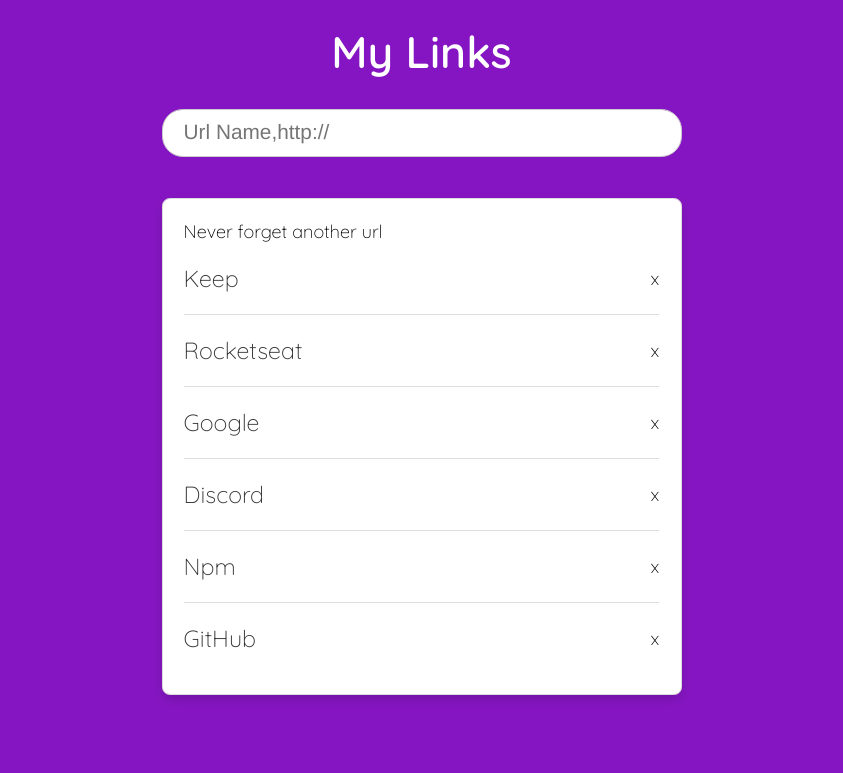 My Links
Url Name,http://
Never forget another url
Keep x
Rocketseat x
Google x
Discord x
Npm x
GitHub x